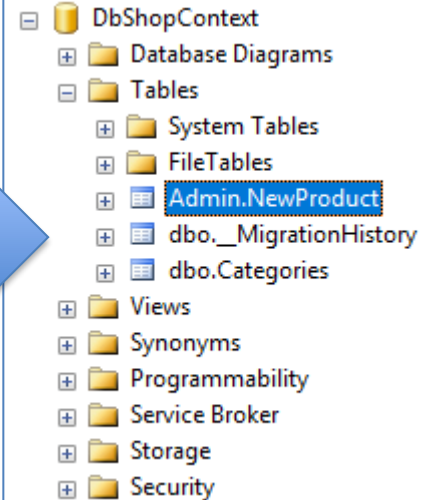 DbShopContext
Database Diagrams
Tables
System Tables
FileTables
Admin.NewProduct
dbo.__MigrationHistory
dbo.Categories
Views
Synonyms
Programmability
Service Broker
Storage
Security